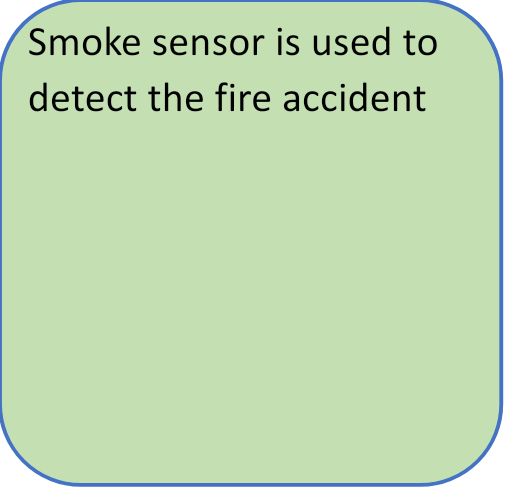 Smoke sensor is used to
detect the fire accident